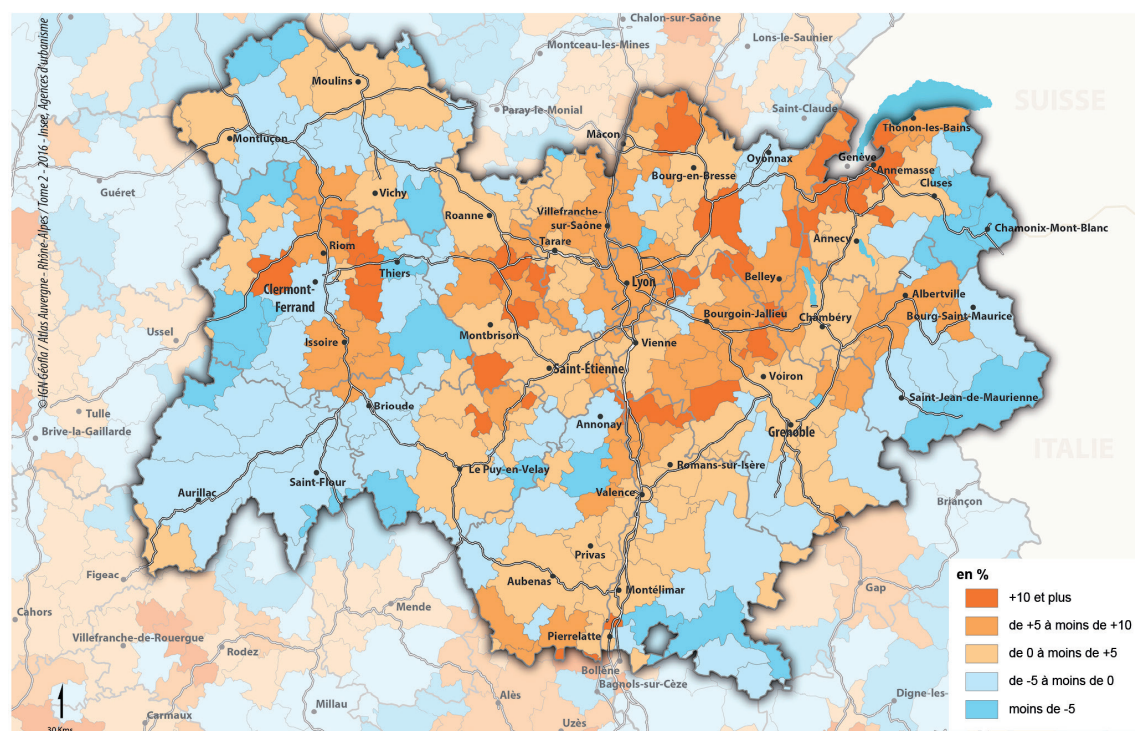 © IGN Géofla / Atlas Auvergne - Rhône-Alpes / Tome 2 - 2016 - Insee, Agences d'urbanisme
Chalon-sur-Saône
Lons-le-Saunier
Montceau-les-Mines
Moulins
SUISSE
Paray-le-Monial
Saint-Claude
Thonon-les-Bains
Montluçon
Mâcon
Oyonnax
Genève
Annemasse
Guéret
Bourg-en-Bresse
Cluses
Vichy
Roanne
Villefranche-
sur-Saône
Chamonix-Mont-Blanc
Tarare
Annecy
Riom
Thiers
Belley
Lyon
Clermont-
Ferrand
Albertville
Bourgoin-Jallieu
Chambéry
Bourg-Saint-Maurice
Ussel
Montbrison
Issoire
Vienne
Saint-Étienne
Voiron
Saint-Jean-de-Maurienne
Tulle
Brioude
Annonay
Grenoble
Brive-la-Gaillarde
ITALIE
Le Puy-en-Velay
Romans-sur-Isère
Saint-Flour
Aurillac
Valence
Briançon
Privas
Figeac
Aubenas
Montélimar
Gap
Mende
Cahors
Villefranche-de-Rouergue
Pierrelatte
Rodez
Bollène
Bagnols-sur-Cèze
Alès
Digne-les-
Millau
Carmaux
Uzès
30 Kms
en %
+10 et plus
de +5 à moins de +10
de 0 à moins de +5
de -5 à moins de 0
moins de -5